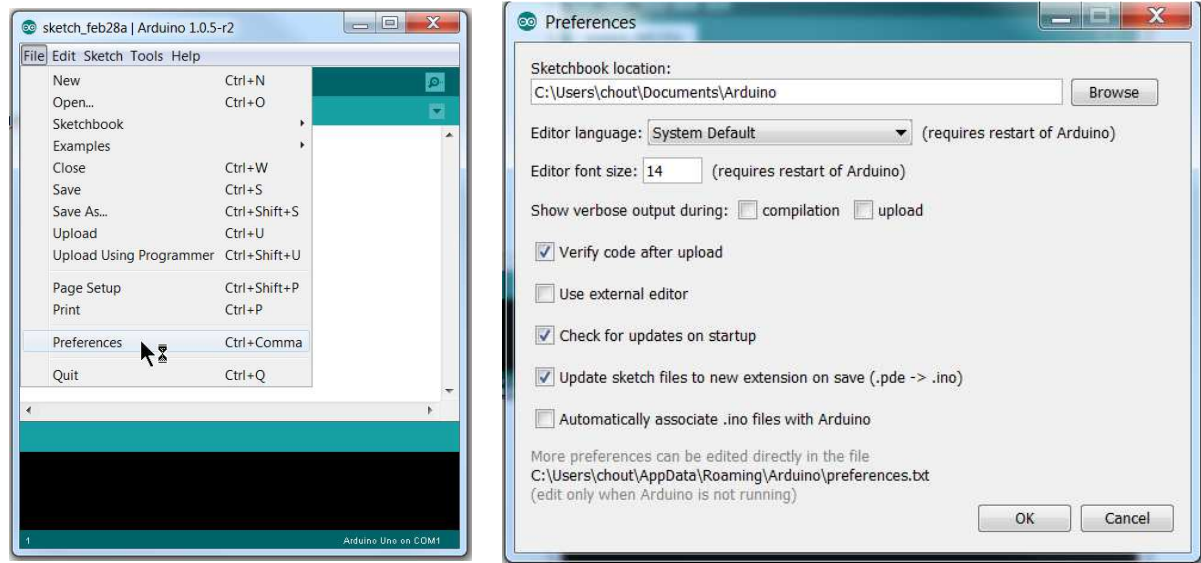 sketch_feb28a | Arduino 1.0.5-r2
File Edit Sketch Tools Help
New Ctrl+N
Open... Ctrl+O
Sketchbook
Examples
Close Ctrl+W
Save Ctrl+S
Save As... Ctrl+Shift+S
Upload Ctrl+U
Upload Using Programmer Ctrl+Shift+U
Page Setup Ctrl+Shift+P
Print Ctrl+P
Preferences Ctrl+Comma
Quit Ctrl+Q
1 Arduino Uno on COM1
Preferences
Sketchbook location:
C:\Users\chout\Documents\Arduino Browse
Editor language: System Default (requires restart of Arduino)
Editor font size: 14 (requires restart of Arduino)
Show verbose output during: compilation upload
Verify code after upload
Use external editor
Check for updates on startup
Update sketch files to new extension on save (.pde -> .ino)
Automatically associate .ino files with Arduino
More preferences can be edited directly in the file
C:\Users\chout\AppData\Roaming\Arduino\preferences.txt
(edit only when Arduino is not running)
OK Cancel